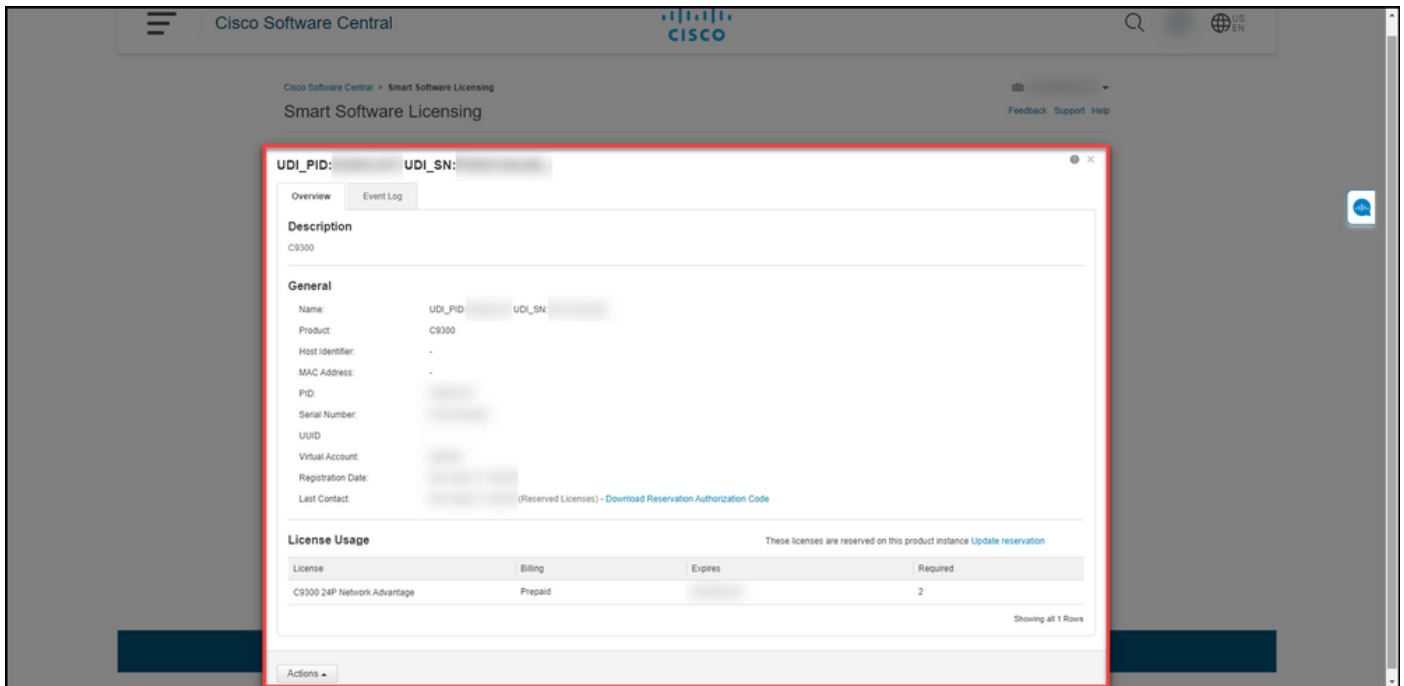 Cisco Software Central
CISCO
US
EN
Cisco Software Central > Smart Software Licensing
Smart Software Licensing
Feedback Support Help
UDI_PID: UDI_SN:
Overview Event Log
Description
C9300
General
Name: UDI_PID: UDI_SN:
Product: C9300
Host Identifier: -
MAC Address: -
PID:
Serial Number:
UUID
Virtual Account:
Registration Date:
Last Contact: (Reserved Licenses) - Download Reservation Authorization Code
License Usage These licenses are reserved on this product instance Update reservation
License Billing Expires Required
C9300 24P Network Advantage Prepaid 2
Showing all 1 Rows
Actions